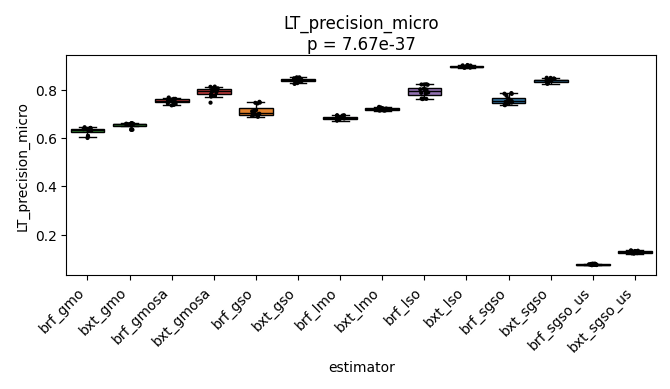 LT_precision_micro
p = 7.67e-37
LT_precision_micro
0.8
0.6
0.4
0.2
brf_gmo
bxt_gmo
brf_gmosa
bxt_gmosa
brf_gso
bxt_gso
brf_lmo
bxt_lmo
brf_lso
bxt_lso
brf_sgso
bxt_sgso
brf_sgso_us
bxt_sgso_us
estimator